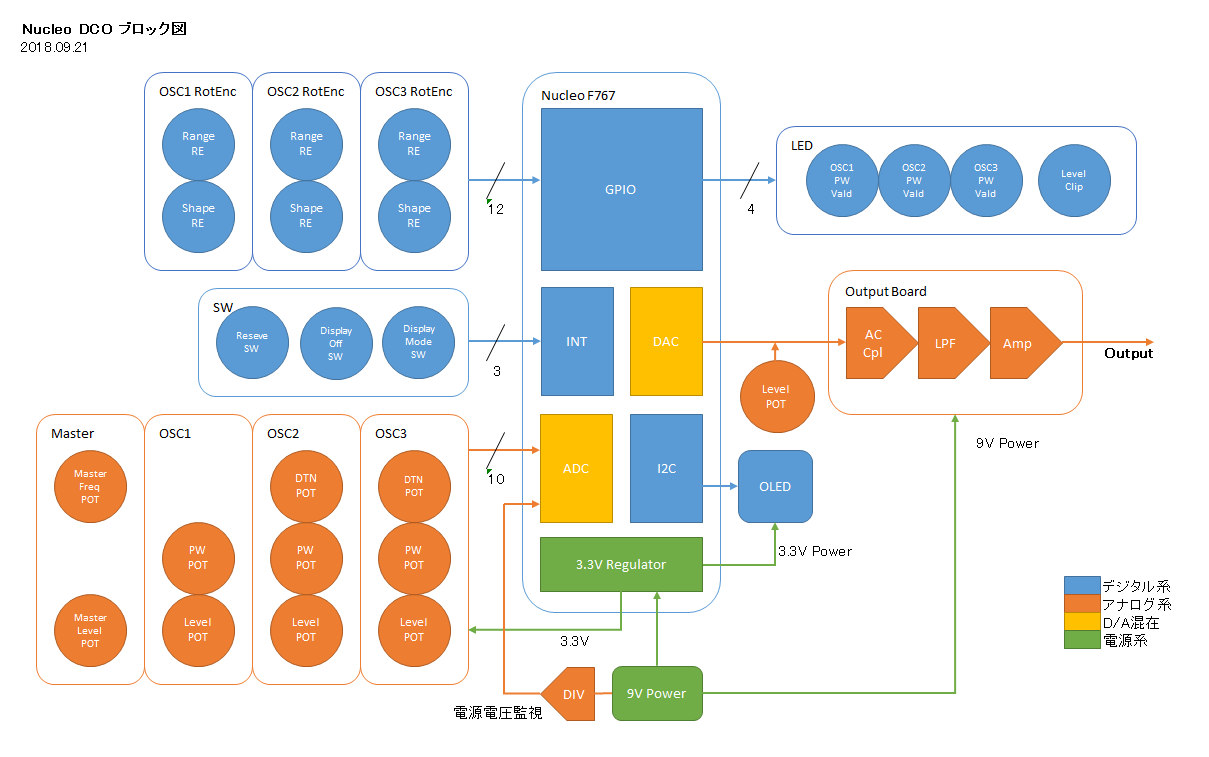 Nucleo DCO ブロック図
2018.09.21
OSC1 RotEnc
OSC2 RotEnc
OSC3 RotEnc
Range
RE
Range
RE
Range
RE
Shape
RE
Shape
RE
Shape
RE
12
Nucleo F767
GPIO
4
LED
OSC1
PW
Vald
OSC2
PW
Vald
OSC3
PW
Vald
Level
Clip
SW
Reseve
SW
Display
Off
SW
Display
Mode
SW
3
INT
DAC
Level
POT
Output Board
AC
Cpl
LPF
Amp
Output
Master
OSC1
OSC2
OSC3
Master
Freq
POT
DTN
POT
DTN
POT
PW
POT
PW
POT
PW
POT
Master
Level
POT
Level
POT
Level
POT
Level
POT
10
ADC
I2C
OLED
9V Power
3.3V Regulator
3.3V Power
3.3V
DIV
9V Power
電源電圧監視
デジタル系
アナログ系
D/A混在
電源系